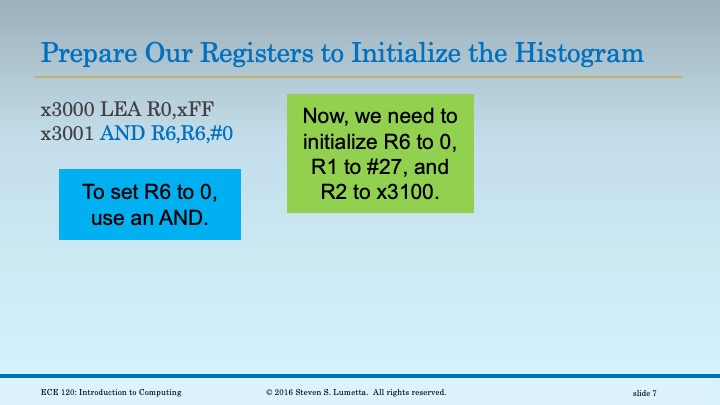 Prepare Our Registers to Initialize the Histogram
x3000 LEA R0,xFF
x3001 AND R6,R6,#0
Now, we need to
initialize R6 to 0,
R1 to #27, and
R2 to x3100.
To set R6 to 0,
use an AND.
ECE 120: Introduction to Computing
© 2016 Steven S. Lumetta. All rights reserved.
slide 7